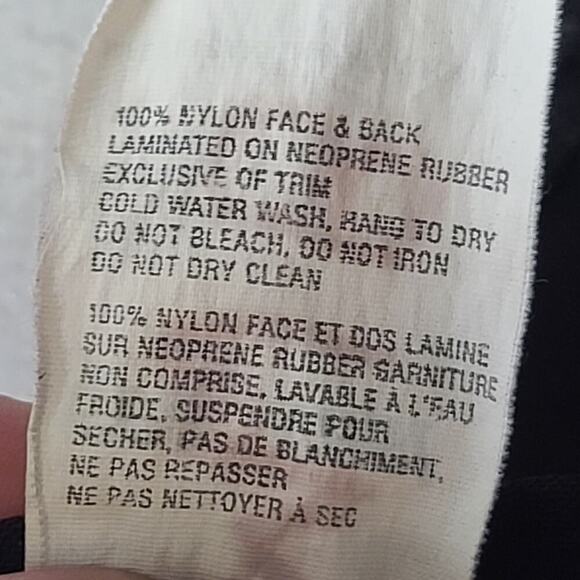 100% NYLON FACE & BACK
LAMINATED ON NEOPRENE RUBBER
EXCLUSIVE OF TRIM
COLD WATER WASH, HANG TO DRY
DO NOT BLEACH, DO NOT IRON
DO NOT DRY CLEAN
100% NYLON FACE ET DOS LAMINE
SUR NEOPRENE RUBBER GARNITURE
NON COMPRISE, LAVABLE A L'EAU
FROIDE, SUSPENDRE POUR
SECHER, PAS DE BLANCHIMENT,
NE PAS REPASSER
NE PAS NETTOYER À SEC